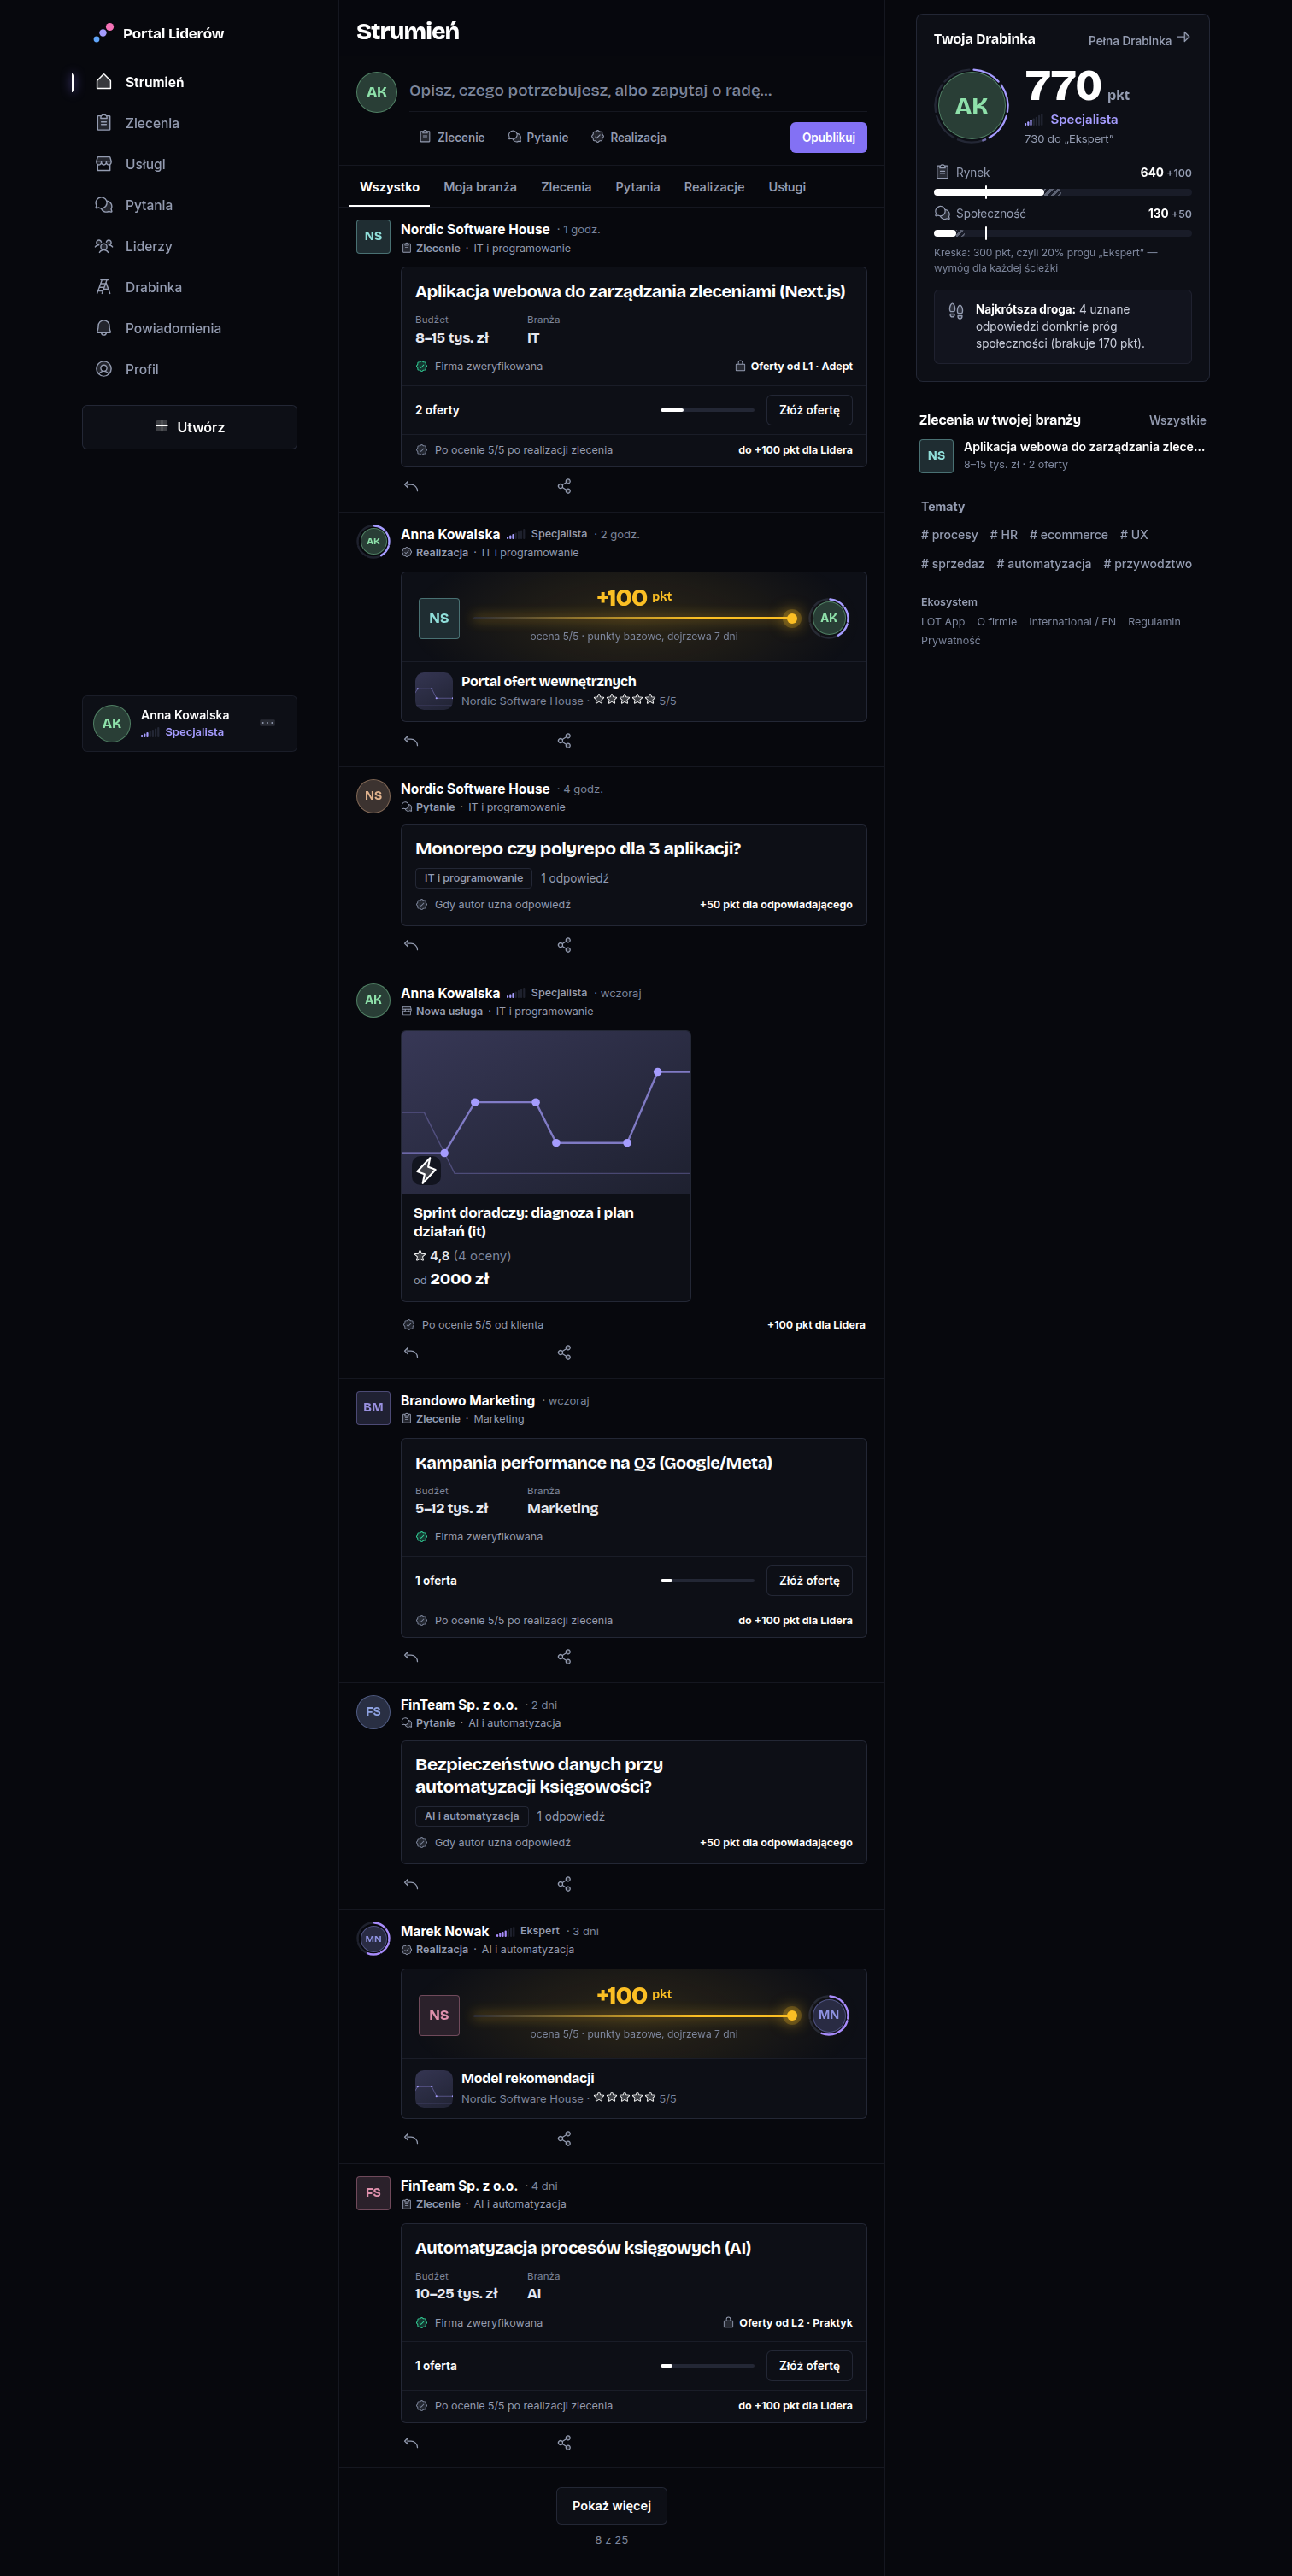 Portal Liderów
Strumień
Zlecenia
Usługi
Pytania
Liderzy
Drabinka
Powiadomienia
Profil
Utwórz
AK
Anna Kowalska
Specjalista
Strumień
AK
Opisz, czego potrzebujesz, albo zapytaj o radę...
Zlecenie Pytanie Realizacja Opublikuj
Wszystko Moja branża Zlecenia Pytania Realizacje Usługi
NS
Nordic Software House · 1 godz.
Zlecenie · IT i programowanie
Aplikacja webowa do zarządzania zleceniami (Next.js)
Budżet Branża
8–15 tys. zł IT
Firma zweryfikowana Oferty od L1 · Adept
2 oferty Złóż ofertę
Po ocenie 5/5 po realizacji zlecenia do +100 pkt dla Lidera
AK
Anna Kowalska Specjalista · 2 godz.
Realizacja · IT i programowanie
+100 pkt
NS AK
ocena 5/5 · punkty bazowe, dojrzewa 7 dni
Portal ofert wewnętrznych
Nordic Software House · 5/5
NS
Nordic Software House · 4 godz.
Pytanie · IT i programowanie
Monorepo czy polyrepo dla 3 aplikacji?
IT i programowanie 1 odpowiedź
Gdy autor uzna odpowiedź +50 pkt dla odpowiadającego
AK
Anna Kowalska Specjalista · wczoraj
Nowa usługa · IT i programowanie
Sprint doradczy: diagnoza i plan
działań (it)
4,8 (4 oceny)
od 2000 zł
Po ocenie 5/5 od klienta +100 pkt dla Lidera
BM
Brandowo Marketing · wczoraj
Zlecenie · Marketing
Kampania performance na Q3 (Google/Meta)
Budżet Branża
5–12 tys. zł Marketing
Firma zweryfikowana
1 oferta Złóż ofertę
Po ocenie 5/5 po realizacji zlecenia do +100 pkt dla Lidera
FS
FinTeam Sp. z o.o. · 2 dni
Pytanie · AI i automatyzacja
Bezpieczeństwo danych przy
automatyzacji księgowości?
AI i automatyzacja 1 odpowiedź
Gdy autor uzna odpowiedź +50 pkt dla odpowiadającego
MN
Marek Nowak Ekspert · 3 dni
Realizacja · AI i automatyzacja
+100 pkt
NS MN
ocena 5/5 · punkty bazowe, dojrzewa 7 dni
Model rekomendacji
Nordic Software House · 5/5
FS
FinTeam Sp. z o.o. · 4 dni
Zlecenie · AI i automatyzacja
Automatyzacja procesów księgowych (AI)
Budżet Branża
10–25 tys. zł AI
Firma zweryfikowana Oferty od L2 · Praktyk
1 oferta Złóż ofertę
Po ocenie 5/5 po realizacji zlecenia do +100 pkt dla Lidera
Pokaż więcej
8 z 25
Twoja Drabinka Pełna Drabinka
AK
770 pkt
Specjalista
730 do „Ekspert”
Rynek 640 +100
Społeczność 130 +50
Kreska: 300 pkt, czyli 20% progu „Ekspert” —
wymóg dla każdej ścieżki
Najkrótsza droga: 4 uznane
odpowiedzi domknie próg
społeczności (brakuje 170 pkt).
Zlecenia w twojej branży Wszystkie
NS
Aplikacja webowa do zarządzania zlece...
8–15 tys. zł · 2 oferty
Tematy
# procesy # HR # ecommerce # UX
# sprzedaz # automatyzacja # przywodztwo
Ekosystem
LOT App O firmie International / EN Regulamin
Prywatność